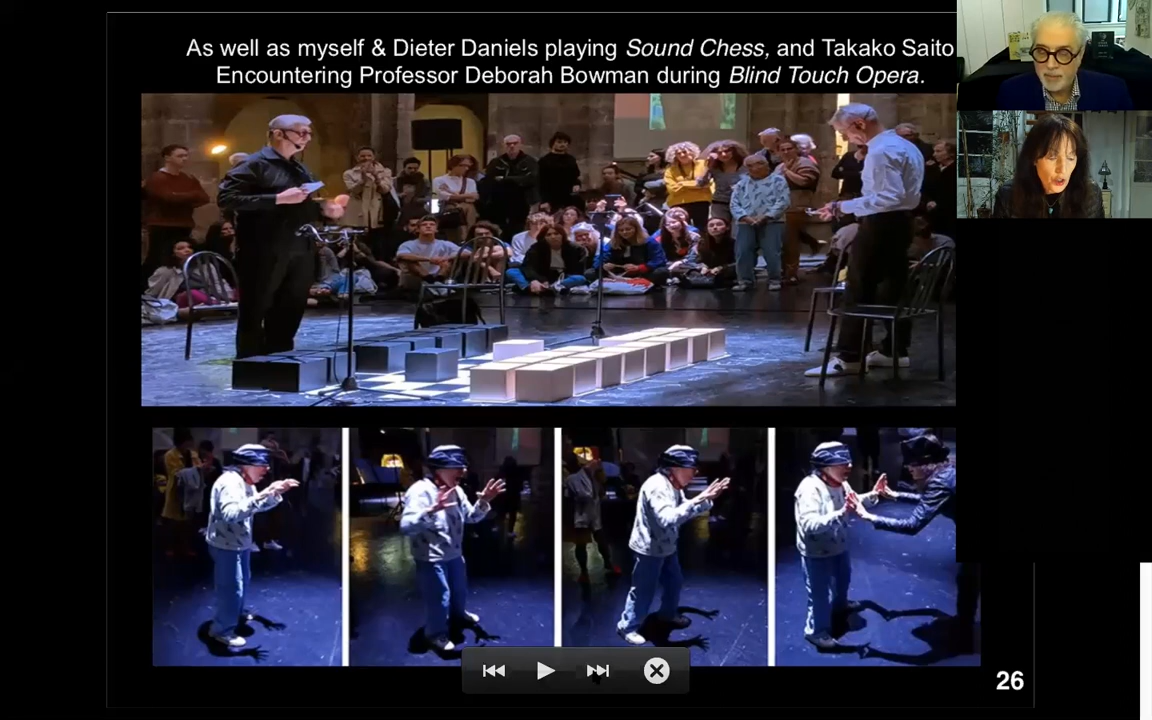 As well as myself & Dieter Daniels playing Sound Chess, and Takako Saito
Encountering Professor Deborah Bowman during Blind Touch Opera.
26